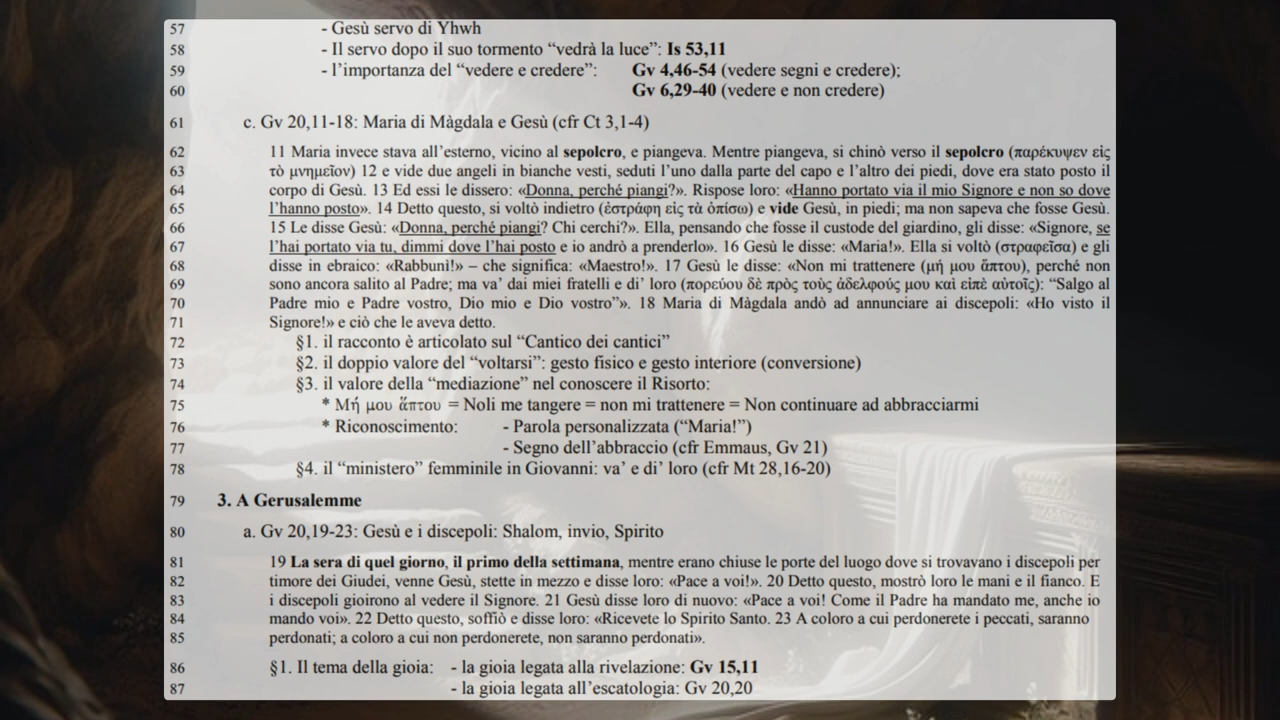 57 - Gesù servo di Yhwh
58 - Il servo dopo il suo tormento “vedrà la luce”: Is 53,11
59 - l’importanza del “vedere e credere”: Gv 4,46-54 (vedere segni e credere);
60 Gv 6,29-40 (vedere e non credere)
61 c. Gv 20,11-18: Maria di Màgdala e Gesù (cfr Ct 3,1-4)
62 11 Maria invece stava all’esterno, vicino al sepolcro, e piangeva. Mentre piangeva, si chinò verso il sepolcro (παρέκυψεν εἰς
63 τὸ μνημεῖον) 12 e vide due angeli in bianche vesti, seduti l’uno dalla parte del capo e l’altro dei piedi, dove era stato posto il
64 corpo di Gesù. 13 Ed essi le dissero: «Donna, perché piangi?». Rispose loro: «Hanno portato via il mio Signore e non so dove
65 l’hanno posto». 14 Detto questo, si voltò indietro (ἐστράφη εἰς τὰ ὀπίσω) e vide Gesù, in piedi; ma non sapeva che fosse Gesù.
66 15 Le disse Gesù: «Donna, perché piangi? Chi cerchi?». Ella, pensando che fosse il custode del giardino, gli disse: «Signore, se
67 l’hai portato via tu, dimmi dove l’hai posto e io andrò a prenderlo». 16 Gesù le disse: «Maria!». Ella si voltò (στραφεῖσα) e gli
68 disse in ebraico: «Rabbunì!» – che significa: «Maestro!». 17 Gesù le disse: «Non mi trattenere (μή μου ἅπτου), perché non
69 sono ancora salito al Padre; ma va’ dai miei fratelli e di’ loro (πορεύου δὲ πρὸς τοὺς ἀδελφούς μου καὶ εἰπὲ αὐτοῖς): “Salgo al
70 Padre mio e Padre vostro, Dio mio e Dio vostro”». 18 Maria di Màgdala andò ad annunciare ai discepoli: «Ho visto il
71 Signore!» e ciò che le aveva detto.
72 §1. il racconto è articolato sul “Cantico dei cantici”
73 §2. il doppio valore del “voltarsi”: gesto fisico e gesto interiore (conversione)
74 §3. il valore della “mediazione” nel conoscere il Risorto:
75 * Μή μου ἅπτου = Noli me tangere = non mi trattenere = Non continuare ad abbracciarmi
76 * Riconoscimento: - Parola personalizzata (“Maria!”)
77 - Segno dell’abbraccio (cfr Emmaus, Gv 21)
78 §4. il “ministero” femminile in Giovanni: va’ e di’ loro (cfr Mt 28,16-20)
79 3. A Gerusalemme
80 a. Gv 20,19-23: Gesù e i discepoli: Shalom, invio, Spirito
81 19 La sera di quel giorno, il primo della settimana, mentre erano chiuse le porte del luogo dove si trovavano i discepoli per
82 timore dei Giudei, venne Gesù, stette in mezzo e disse loro: «Pace a voi!». 20 Detto questo, mostrò loro le mani e il fianco. E
83 i discepoli gioirono al vedere il Signore. 21 Gesù disse loro di nuovo: «Pace a voi! Come il Padre ha mandato me, anche io
84 mando voi». 22 Detto questo, soffiò e disse loro: «Ricevete lo Spirito Santo. 23 A coloro a cui perdonerete i peccati, saranno
85 perdonati; a coloro a cui non perdonerete, non saranno perdonati».
86 §1. Il tema della gioia: - la gioia legata alla rivelazione: Gv 15,11
87 - la gioia legata all’escatologia: Gv 20,20